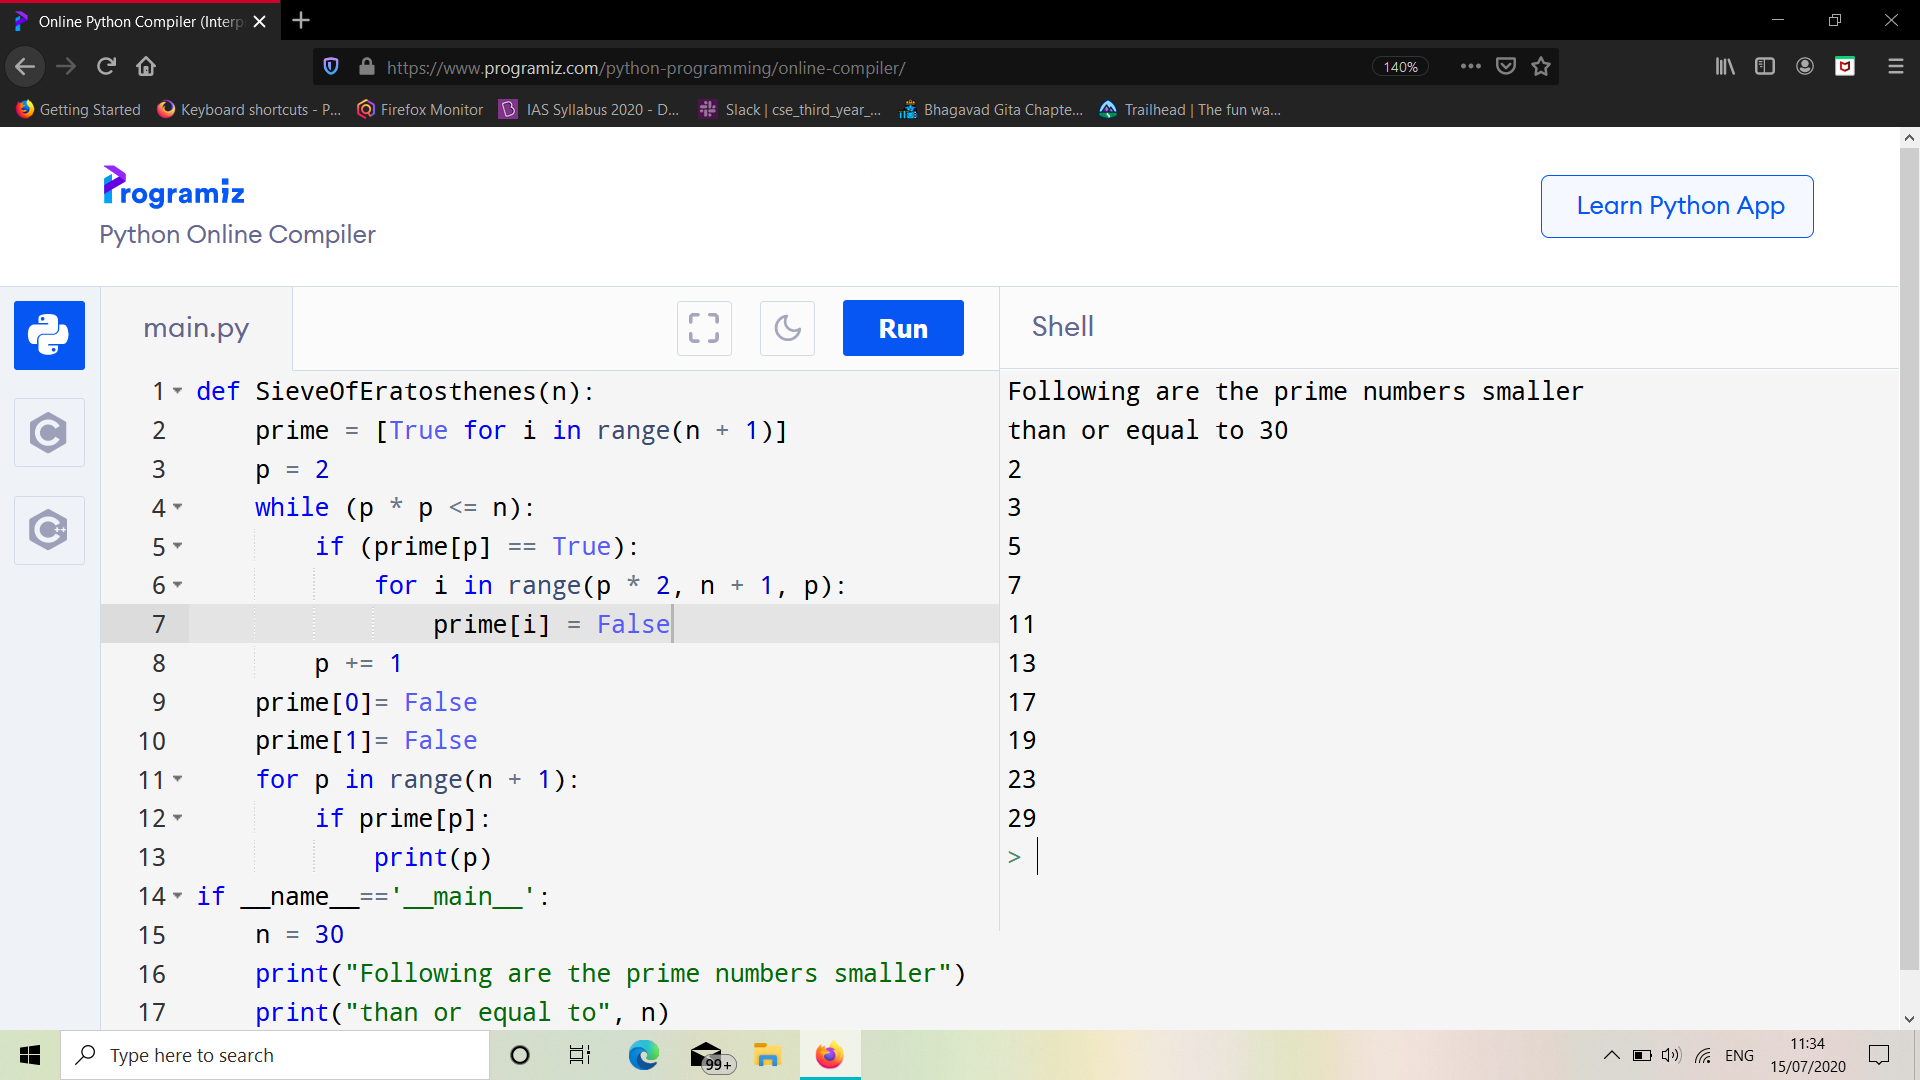 Online Python Compiler (Interp
https://www.programiz.com/python-programming/online-compiler/
140%
Getting Started
Keyboard shortcuts - P...
Firefox Monitor
IAS Syllabus 2020 - D...
Slack | cse_third_year_...
Bhagavad Gita Chapte...
Trailhead | The fun wa...
Programiz
Python Online Compiler
Learn Python App
main.py
Run
Shell
1 def SieveOfEratosthenes(n):
2     prime = [True for i in range(n + 1)]
3     p = 2
4     while (p * p <= n):
5         if (prime[p] == True):
6             for i in range(p * 2, n + 1, p):
7                 prime[i] = False
8         p += 1
9     prime[0]= False
10     prime[1]= False
11     for p in range(n + 1):
12         if prime[p]:
13             print(p)
14 if __name__=='__main__':
15     n = 30
16     print("Following are the prime numbers smaller")
17     print("than or equal to", n)
Following are the prime numbers smaller
than or equal to 30
2
3
5
7
11
13
17
19
23
29
>
Type here to search
99+
ENG
11:34
15/07/2020